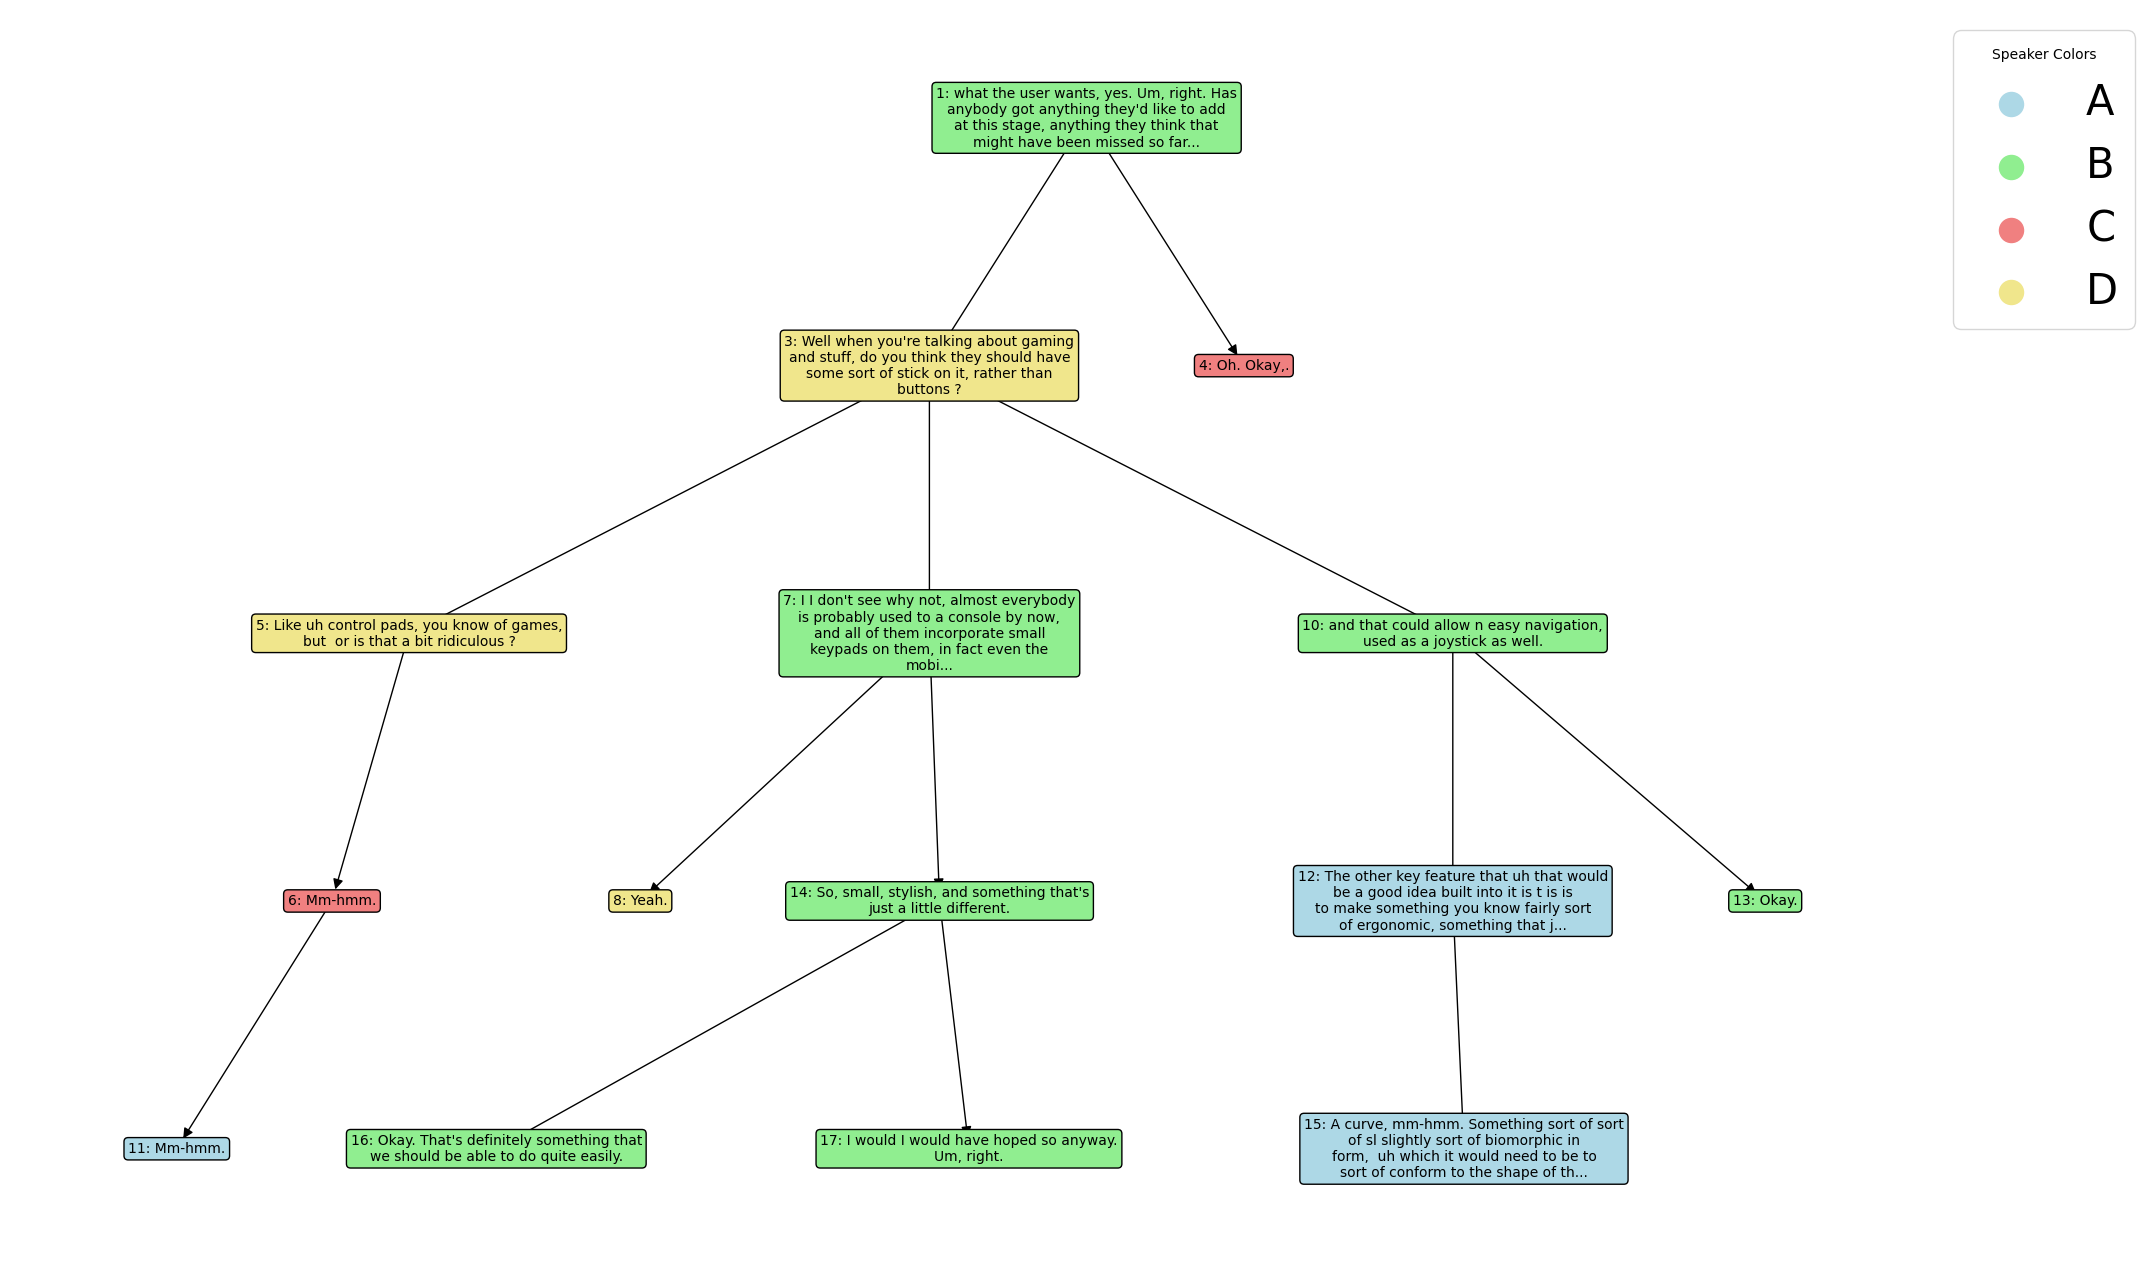 Speaker Colors
A
B
C
D
1: what the user wants, yes. Um, right. Has
anybody got anything they'd like to add
at this stage, anything they think that
might have been missed so far...
3: Well when you're talking about gaming
and stuff, do you think they should have
some sort of stick on it, rather than
buttons ?
4: Oh. Okay,.
5: Like uh control pads, you know of games,
but  or is that a bit ridiculous ?
7: I I don't see why not, almost everybody
is probably used to a console by now,
and all of them incorporate small
keypads on them, in fact even the
mobi...
10: and that could allow n easy navigation,
used as a joystick as well.
6: Mm-hmm.
8: Yeah.
14: So, small, stylish, and something that's
just a little different.
12: The other key feature that uh that would
be a good idea built into it is t is is
to make something you know fairly sort
of ergonomic, something that j...
13: Okay.
11: Mm-hmm.
16: Okay. That's definitely something that
we should be able to do quite easily.
17: I would I would have hoped so anyway.
Um, right.
15: A curve, mm-hmm. Something sort of sort
of sl slightly sort of biomorphic in
form,  uh which it would need to be to
sort of conform to the shape of th...